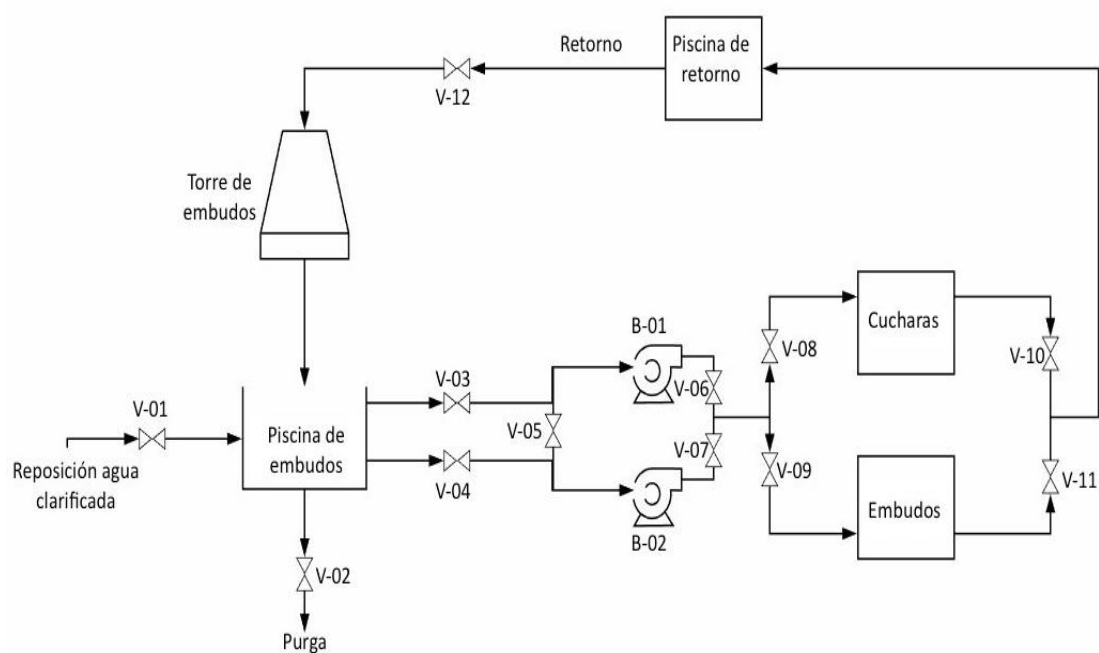 Retorno
Piscina de
retorno
V-12
Torre de
embudos
B-01
Cucharas
V-08
V-10
V-03
V-06
V-01
V-05
Piscina de
embudos
V-07
Reposición agua
clarificada
V-04
V-09
V-11
Embudos
B-02
V-02
Purga